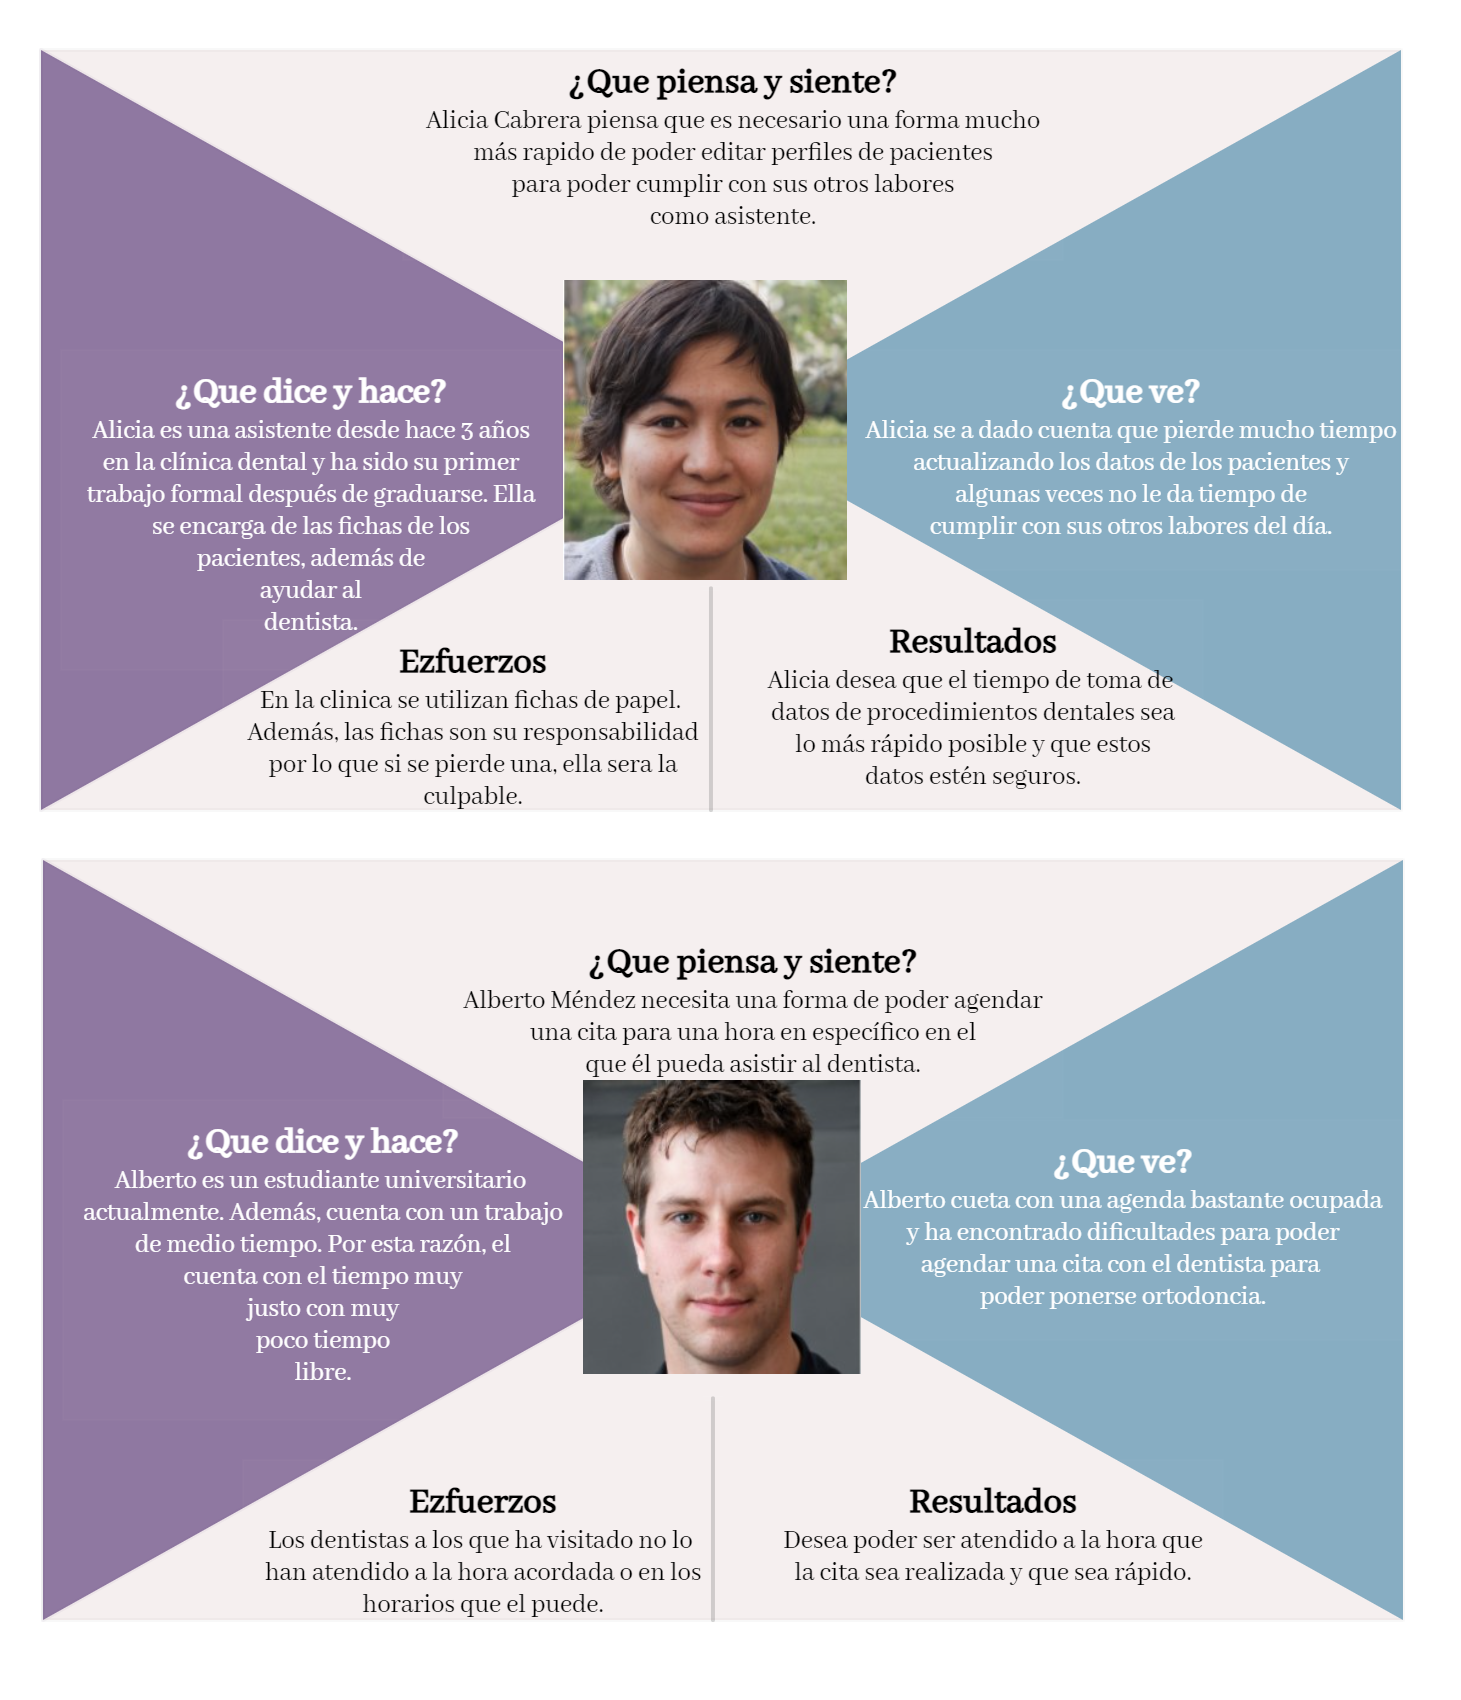 ¿Que piensa y siente?
Alicia Cabrera piensa que es necesario una forma mucho
más rapido de poder editar perfiles de pacientes
para poder cumplir con sus otros labores
como asistente.
¿Que dice y hace?
Alicia es una asistente desde hace 3 años
en la clínica dental y ha sido su primer
trabajo formal después de graduarse. Ella
se encarga de las fichas de los
pacientes, además de
ayudar al
dentista.
¿Que ve?
Alicia se a dado cuenta que pierde mucho tiempo
actualizando los datos de los pacientes y
algunas veces no le da tiempo de
cumplir con sus otros labores del día.
Ezfuerzos
En la clinica se utilizan fichas de papel.
Además, las fichas son su responsabilidad
por lo que si se pierde una, ella sera la
culpable.
Resultados
Alicia desea que el tiempo de toma de
datos de procedimientos dentales sea
lo más rápido posible y que estos
datos estén seguros.
¿Que piensa y siente?
Alberto Méndez necesita una forma de poder agendar
una cita para una hora en específico en el
que él pueda asistir al dentista.
¿Que dice y hace?
Alberto es un estudiante universitario
actualmente. Además, cuenta con un trabajo
de medio tiempo. Por esta razón, el
cuenta con el tiempo muy
justo con muy
poco tiempo
libre.
¿Que ve?
Alberto cueta con una agenda bastante ocupada
y ha encontrado dificultades para poder
agendar una cita con el dentista para
poder ponerse ortodoncia.
Ezfuerzos
Los dentistas a los que ha visitado no lo
han atendido a la hora acordada o en los
horarios que el puede.
Resultados
Desea poder ser atendido a la hora que
la cita sea realizada y que sea rápido.